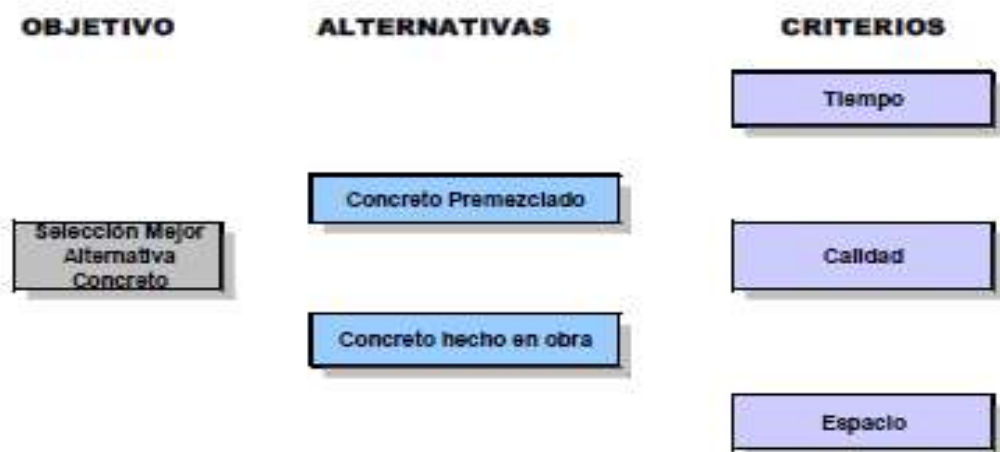 OBJETIVO
ALTERNATIVAS
CRITERIOS
Tiempo
Concreto Premezclado
Selección Mejor
Alternativa
Concreto
Calidad
Concreto hecho en obra
Espacio